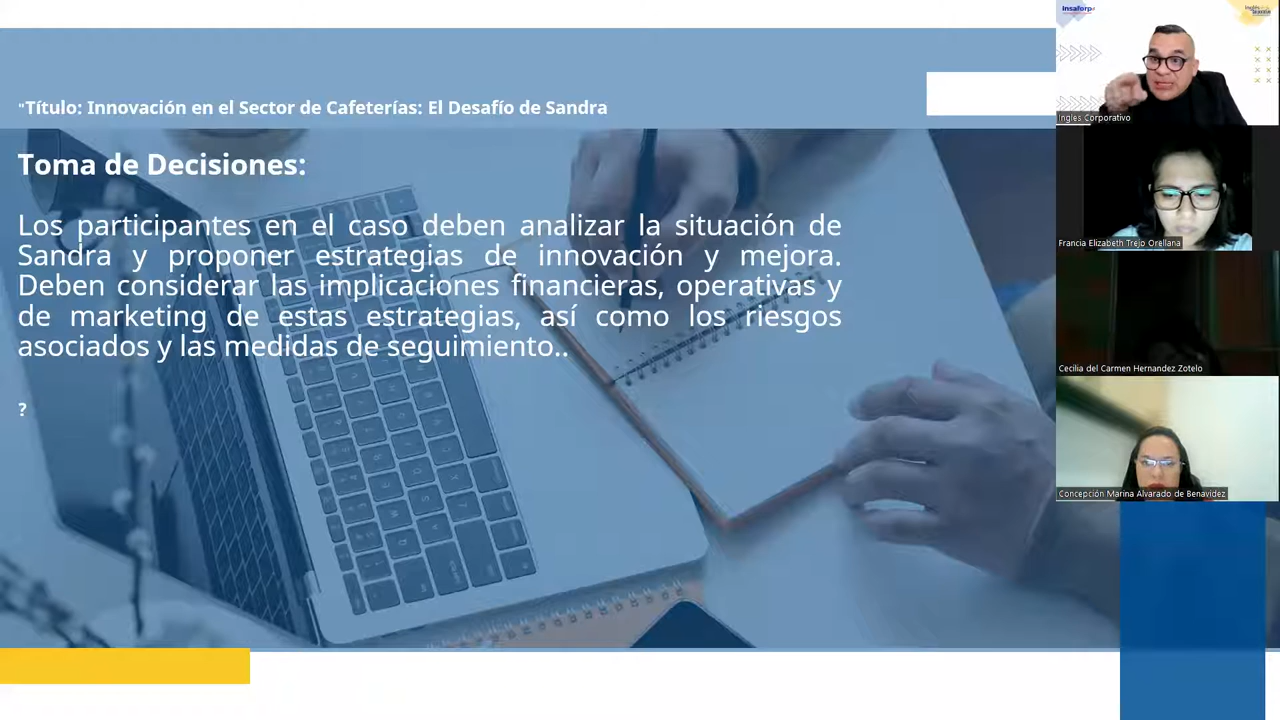 "Título: Innovación en el Sector de Cafeterías: El Desafío de Sandra
Toma de Decisiones:
Los participantes en el caso deben analizar la situación de
Sandra y proponer estrategias de innovación y mejora.
Deben considerar las implicaciones financieras, operativas y
de marketing de estas estrategias, así como los riesgos
asociados y las medidas de seguimiento..
?
insaforp
Ingles Corporativo
Francia Elizabeth Trejo Orellana
Cecilia del Carmen Hernandez Zotelo
Concepción Marina Alvarado de Benavidez